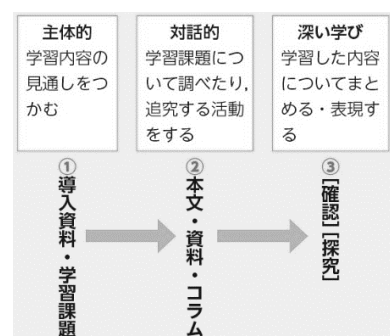 主体的
学習内容の
見通しをつ
かむ
対話的
学習課題につ
いて調べたり,
追究する活動
をする
深い学び
学習した内容
についてまと
める・表現す
る
①導入資料・学習課題
②本文・資料・コラム
③[確認][探究]